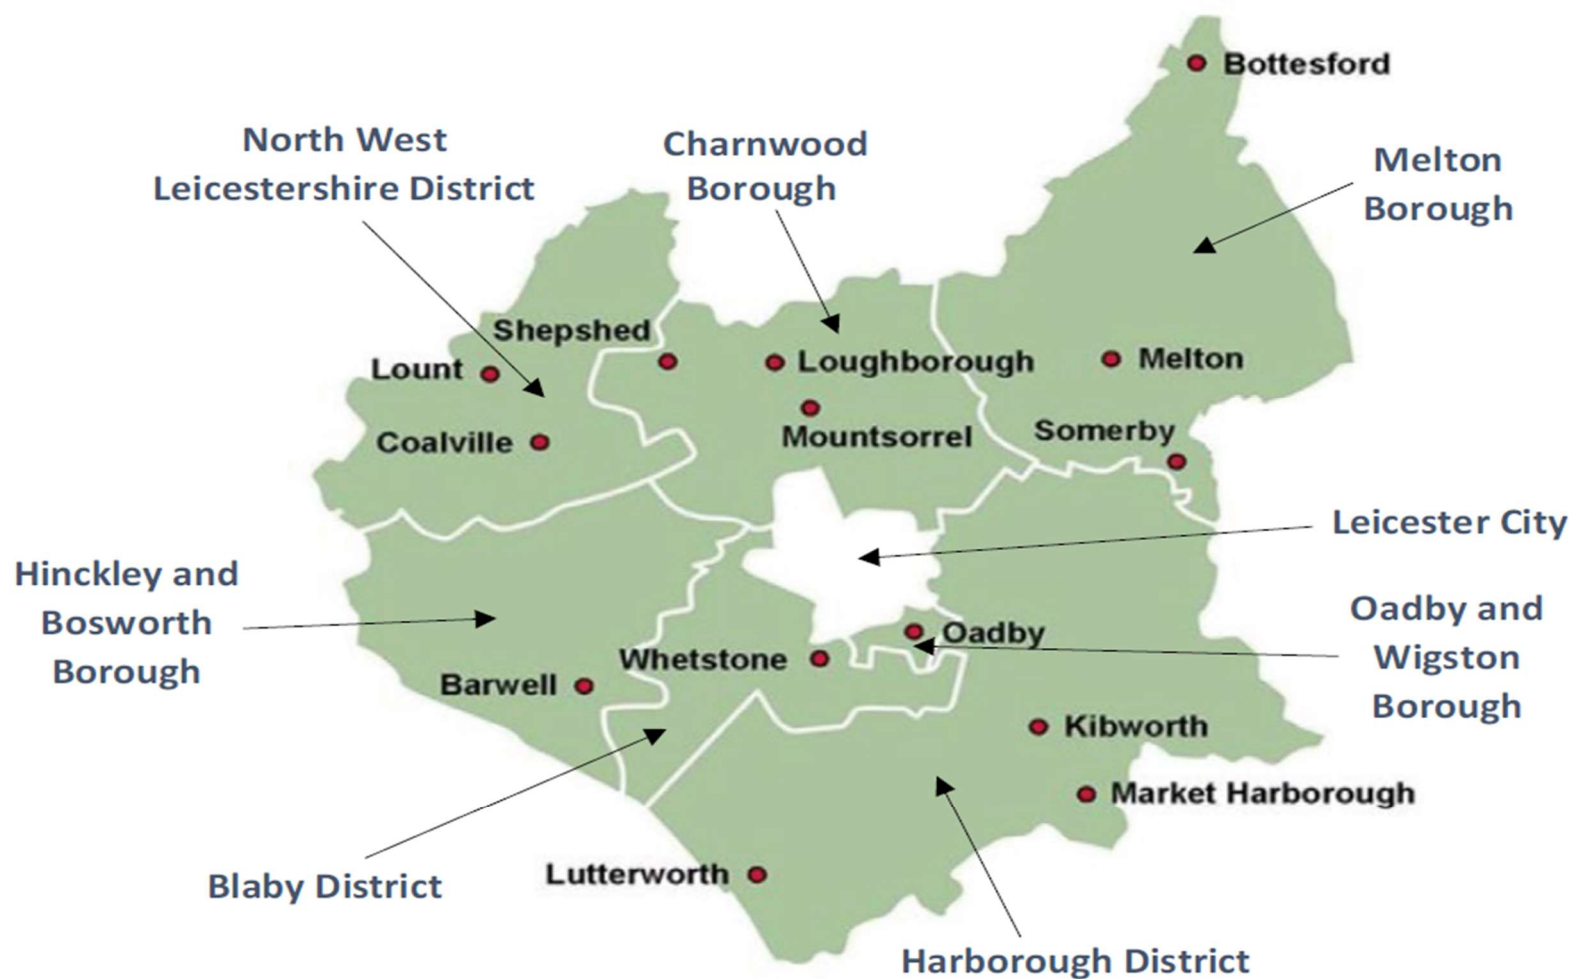 Bottesford
North West
Leicestershire District
Charnwood
Borough
Melton
Borough
Shepshed
Lount
Loughborough
Melton
Coalville
Mountsorrel
Somerby
Leicester City
Hinckley and
Bosworth
Borough
Oadby and
Wigston
Borough
Oadby
Whetstone
Barwell
Kibworth
Market Harborough
Blaby District
Lutterworth
Harborough District